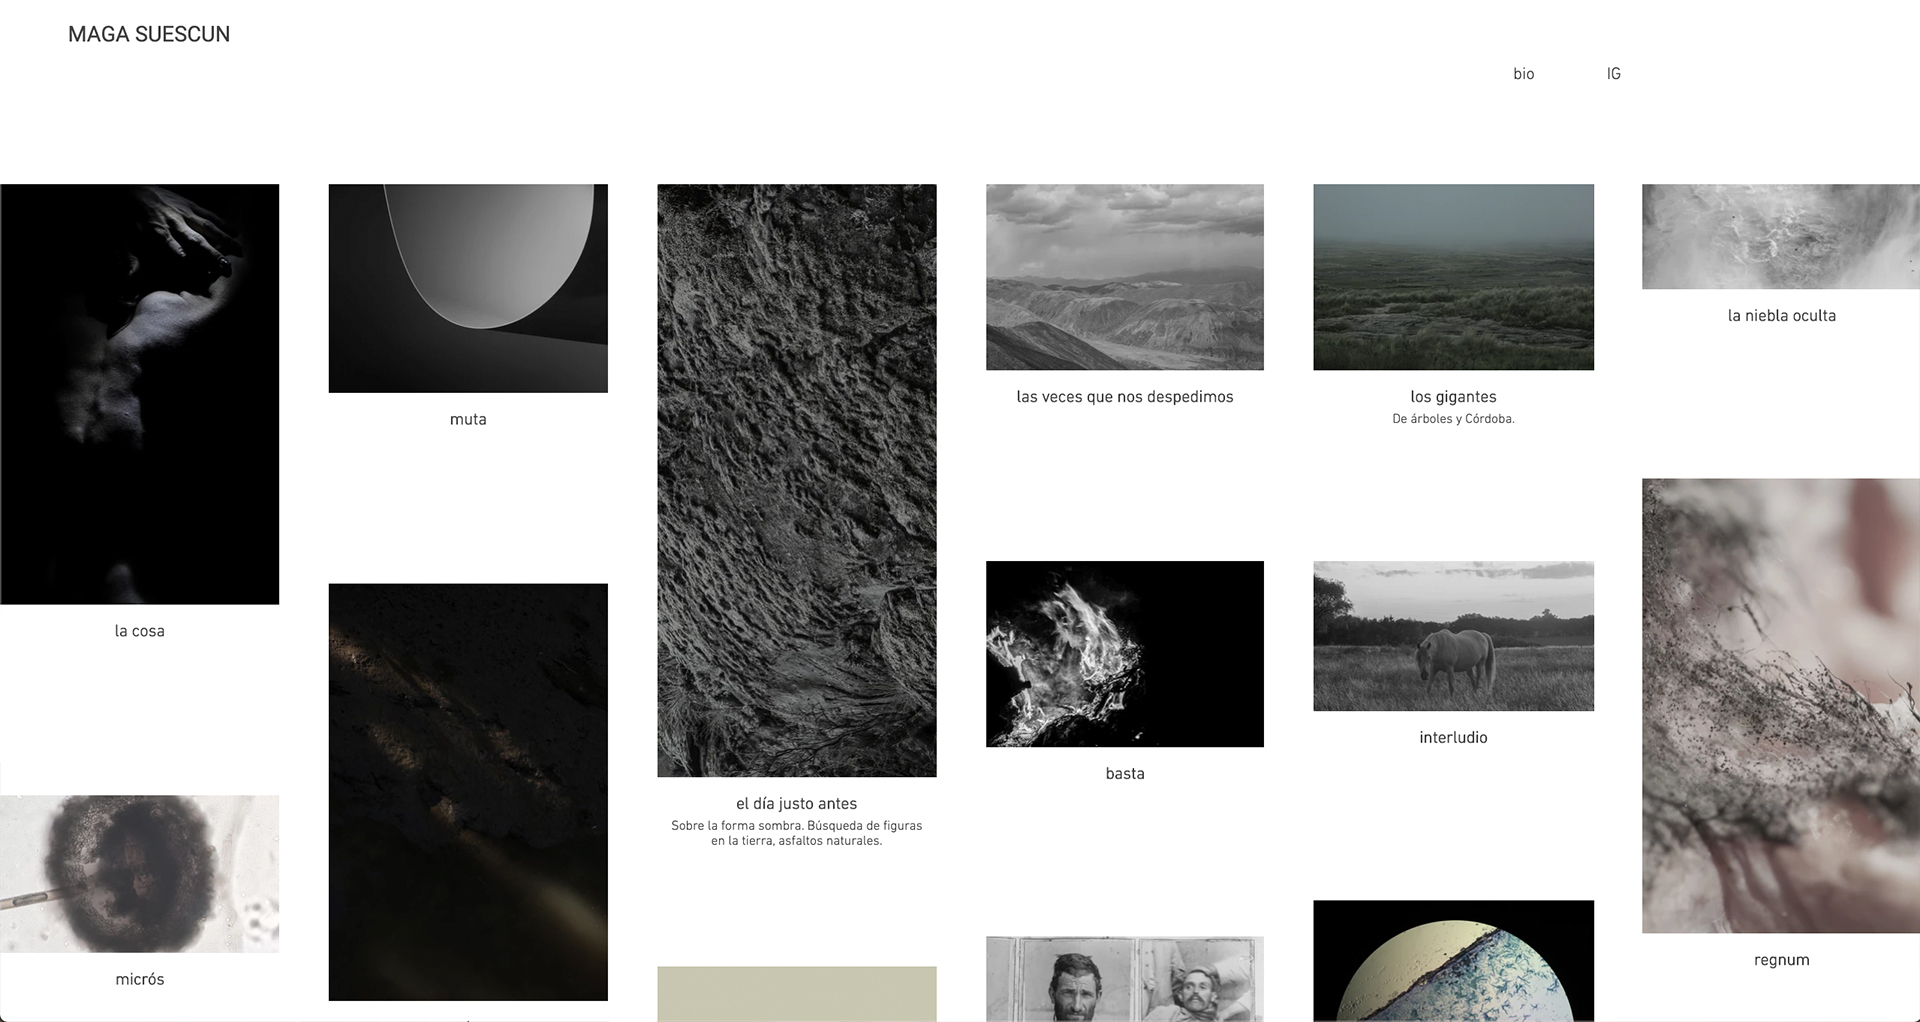 MAGA SUESCUN
bio
IG
la cosa
micrós
muta
el día justo antes
Sobre la forma sombra. Búsqueda de figuras
en la tierra, asfaltos naturales.
las veces que nos despedimos
basta
los gigantes
De árboles y Córdoba.
interludio
la niebla oculta
regnum